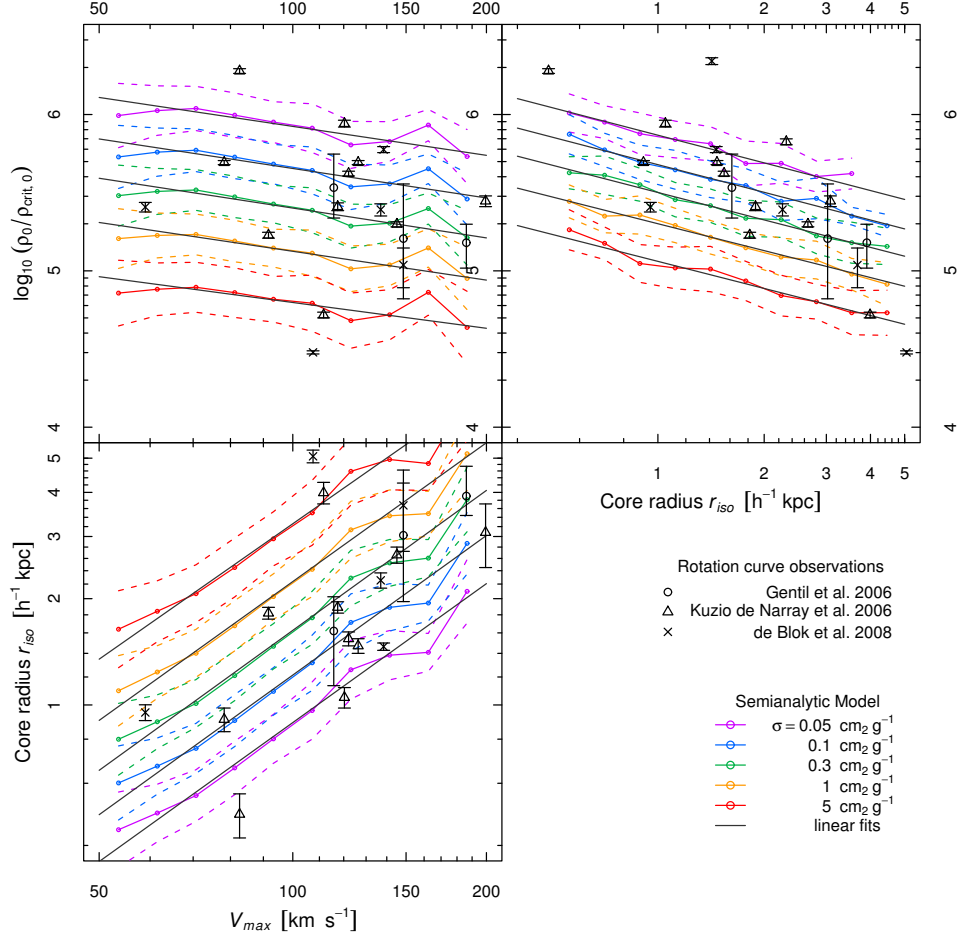 50 100 150 200
1 2 3 4 5
log10 (ρ0 / ρcrit, 0)
6
5
4
6
5
4
6
5
4
Core radius riso [h−1 kpc]
1 2 3 4 5
Core radius riso [h−1 kpc]
5
4
3
2
1
50 100 150 200
Vmax [km s−1]
Rotation curve observations
Gentil et al. 2006
Kuzio de Narray et al. 2006
de Blok et al. 2008
Semianalytic Model
σ = 0.05 cm2 g−1
0.1 cm2 g−1
0.3 cm2 g−1
1 cm2 g−1
5 cm2 g−1
linear fits